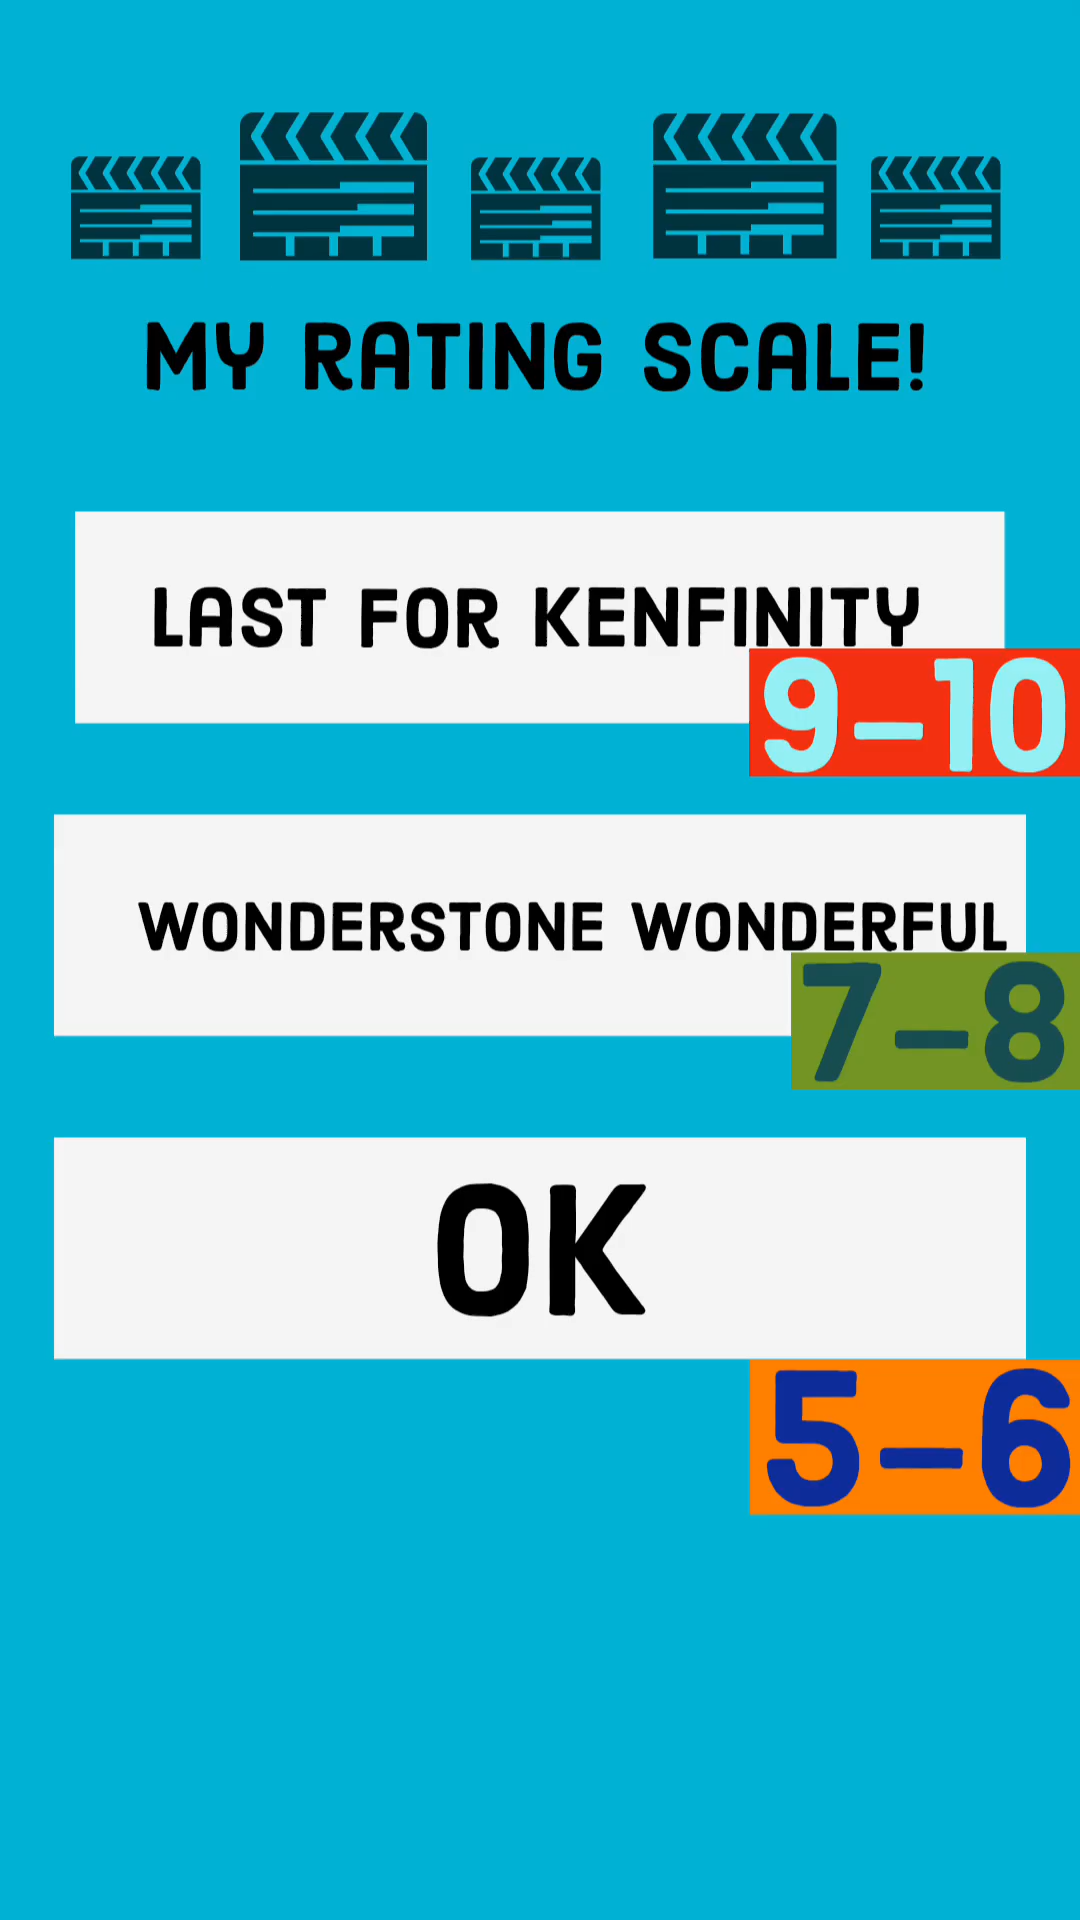 MY RATING SCALE!
LAST FOR KENFINITY
9-10
WONDERSTONE WONDERFUL
7-8
OK
5-6